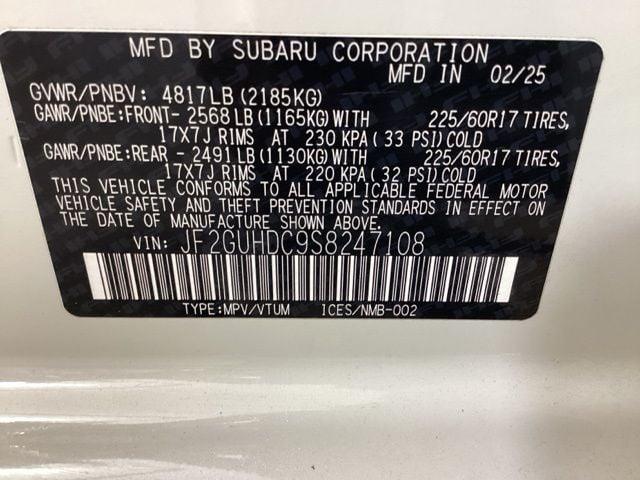 MFD BY SUBARU CORPORATION
MFD IN 02/25
GVWR/PNBV: 4817LB (2185KG)
GAWR/PNBE:FRONT- 2568 LB (1165KG) WITH 225/60R17 TIRES,
17X7J RIMS AT 230 KPA ( 33 PSI) COLD
GAWR/PNBE:REAR - 2491 LB (1130KG) WITH 225/60R17 TIRES,
17X7J RIMS AT 220 KPA ( 32 PSI) COLD
THIS VEHICLE CONFORMS TO ALL APPLICABLE FEDERAL MOTOR
VEHICLE SAFETY AND THEFT PREVENTION STANDARDS IN EFFECT ON
THE DATE OF MANUFACTURE SHOWN ABOVE.
VIN: JF2GUHDC9S8247108
TYPE:MPV/VTUM ICES/NMB-002